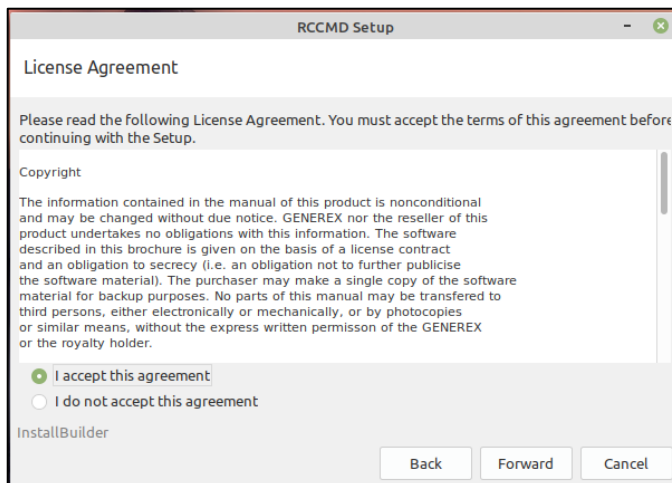 RCCMD Setup
License Agreement
Please read the following License Agreement. You must accept the terms of this agreement before
continuing with the Setup.
Copyright
The information contained in the manual of this product is nonconditional
and may be changed without due notice. GENEREX nor the reseller of this
product undertakes no obligations with this information. The software
described in this brochure is given on the basis of a license contract
and an obligation to secrecy (i.e. an obligation not to further publicise
the software material). The purchaser may make a single copy of the software
material for backup purposes. No parts of this manual may be transfered to
third persons, either electronically or mechanically, or by photocopies
or similar means, without the express written permisson of the GENEREX
or the royalty holder.
I accept this agreement
I do not accept this agreement
InstallBuilder
Back
Forward
Cancel